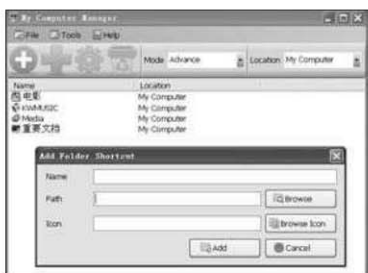 My Computer Manager
File Tools Help
Mode Advance Location My Computer
Name Location
电影 My Computer
KWMUSIC My Computer
Media My Computer
重要文档 My Computer
Add Folder Shortcut
Name
Path Browse
Icon Browse Icon
Add Cancel